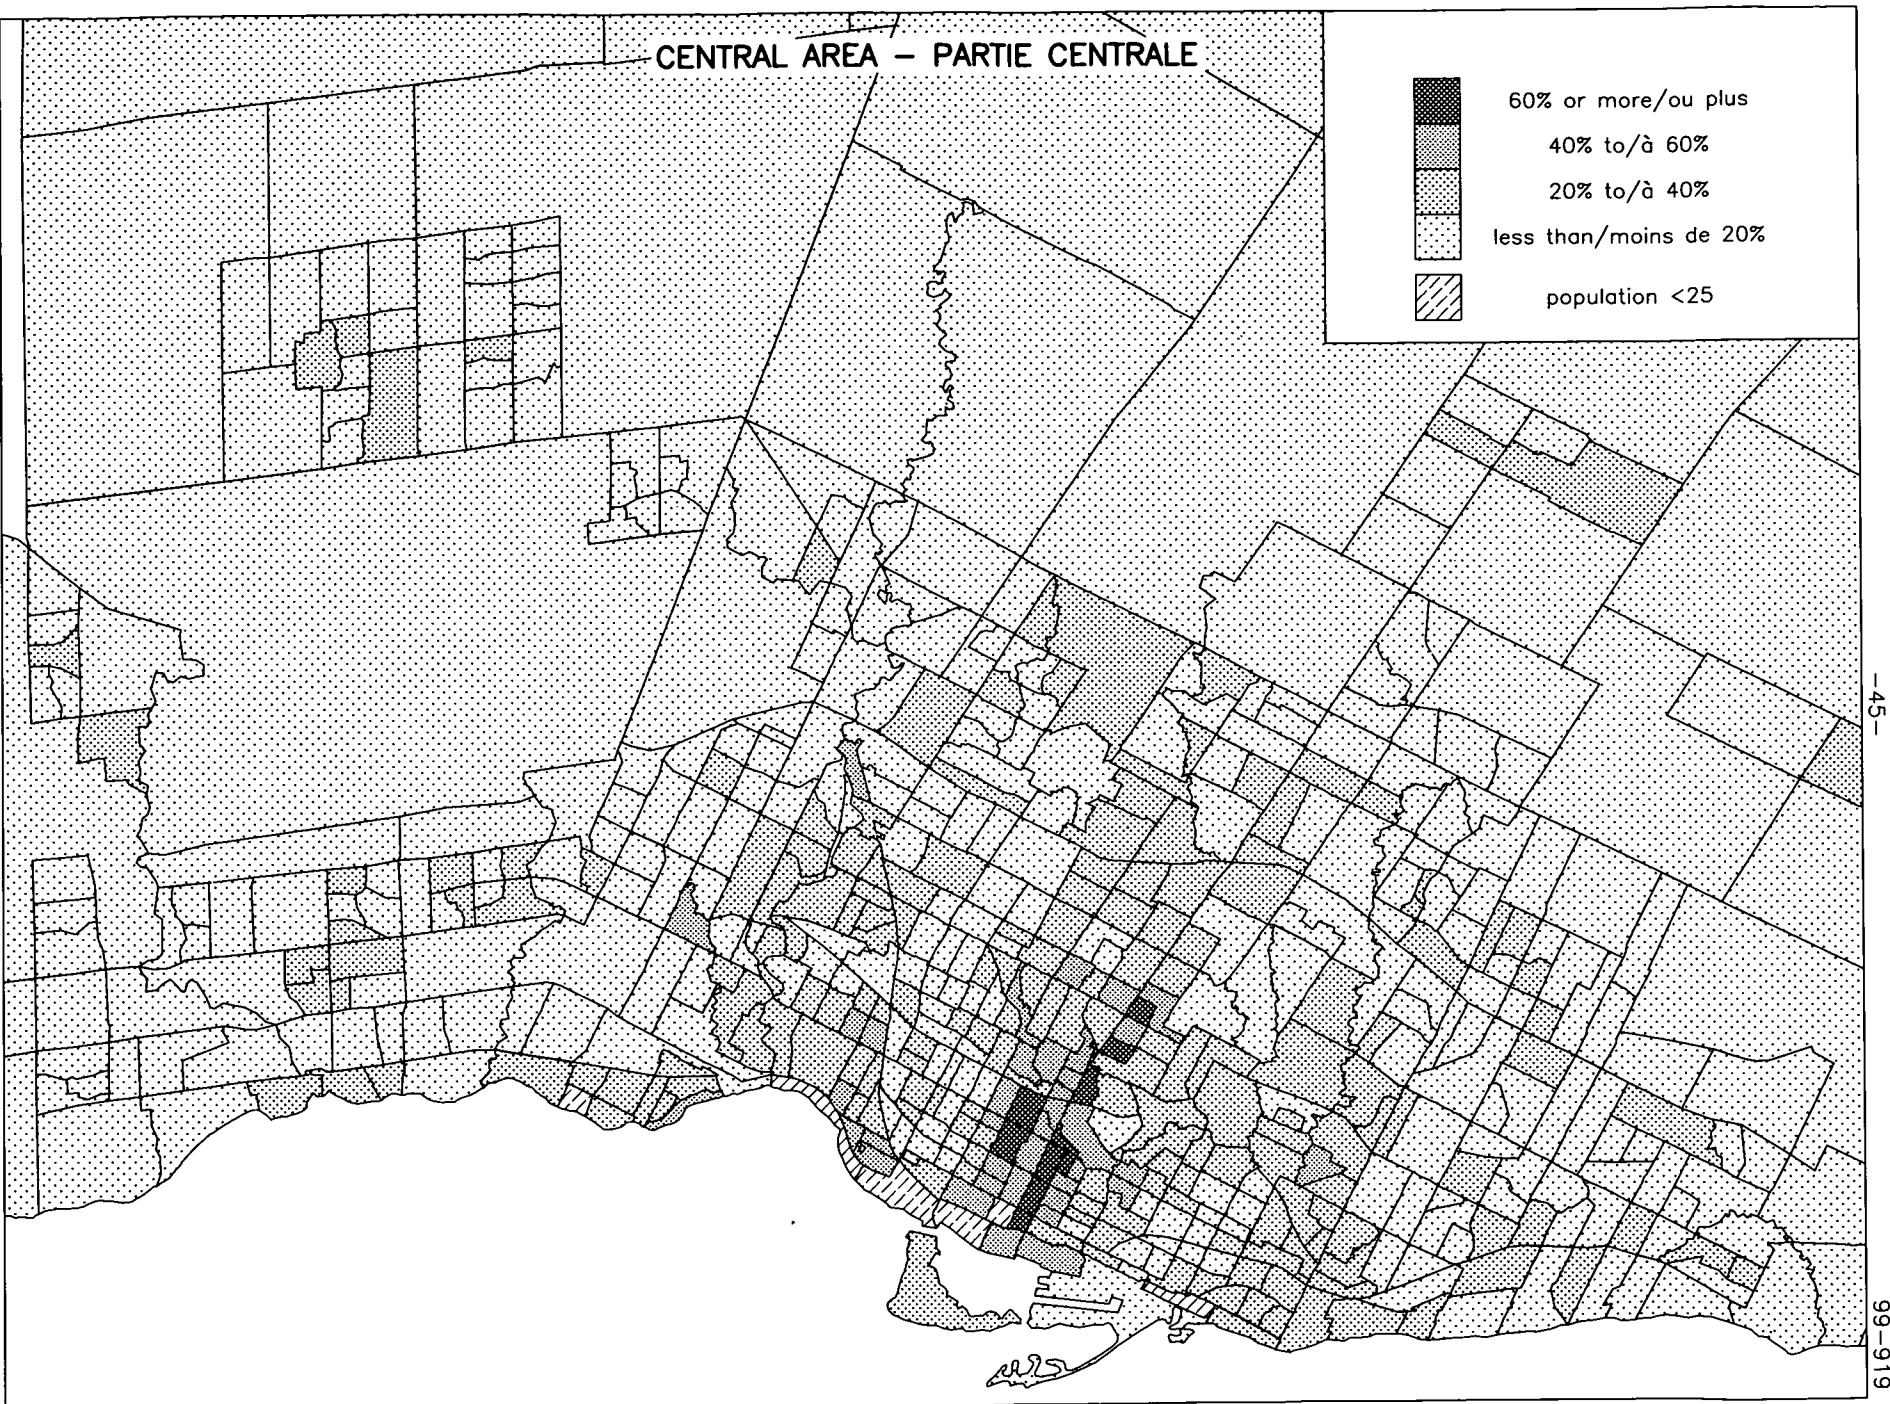 CENTRAL AREA – PARTIE CENTRALE
60% or more/ou plus
40% to/à 60%
20% to/à 40%
less than/moins de 20%
population <25
-45-
99-919